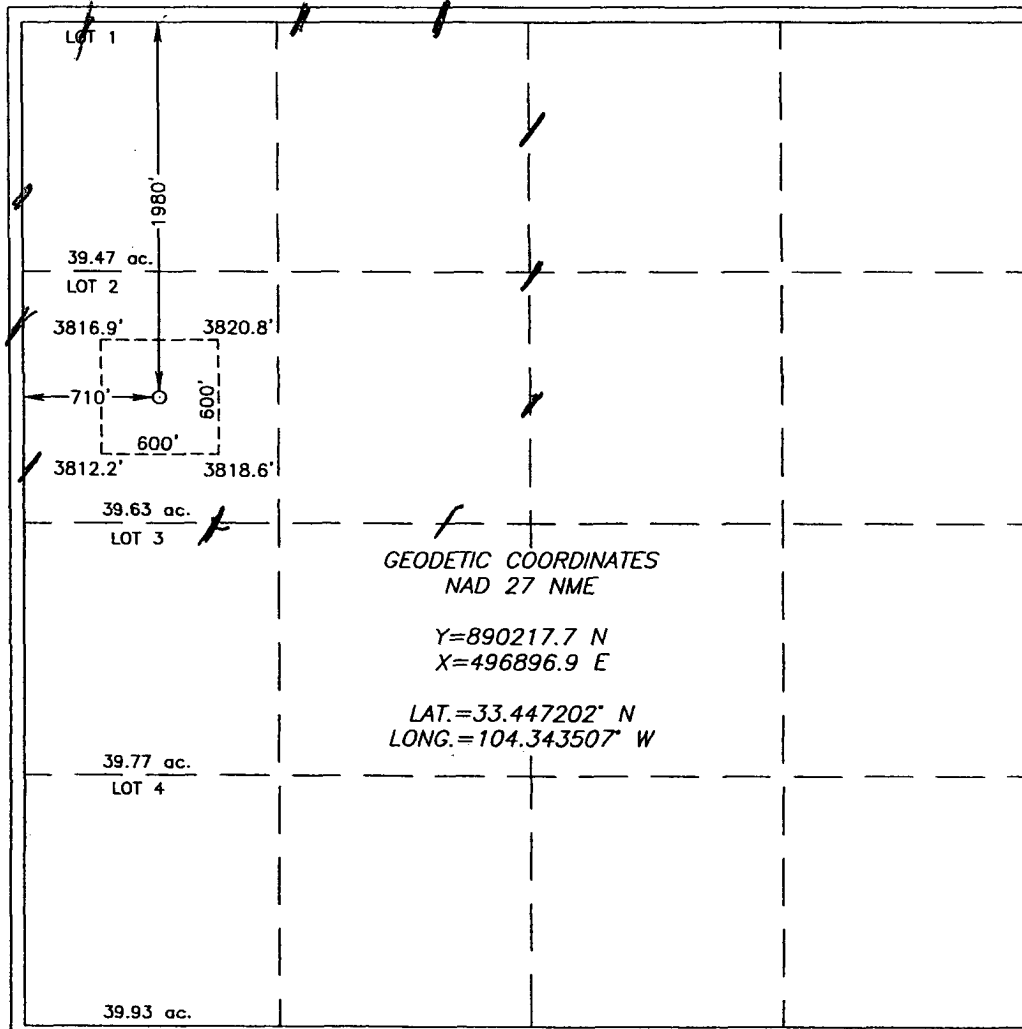 LOT 1
1980'
39.47 ac.
LOT 2
3816.9' 3820.8'
710'
600'
600'
3812.2' 3818.6'
39.63 ac.
LOT 3
GEODETIC COORDINATES
NAD 27 NME
Y=890217.7 N
X=496896.9 E
LAT.=33.447202° N
LONG.=104.343507° W
39.77 ac.
LOT 4
39.93 ac.